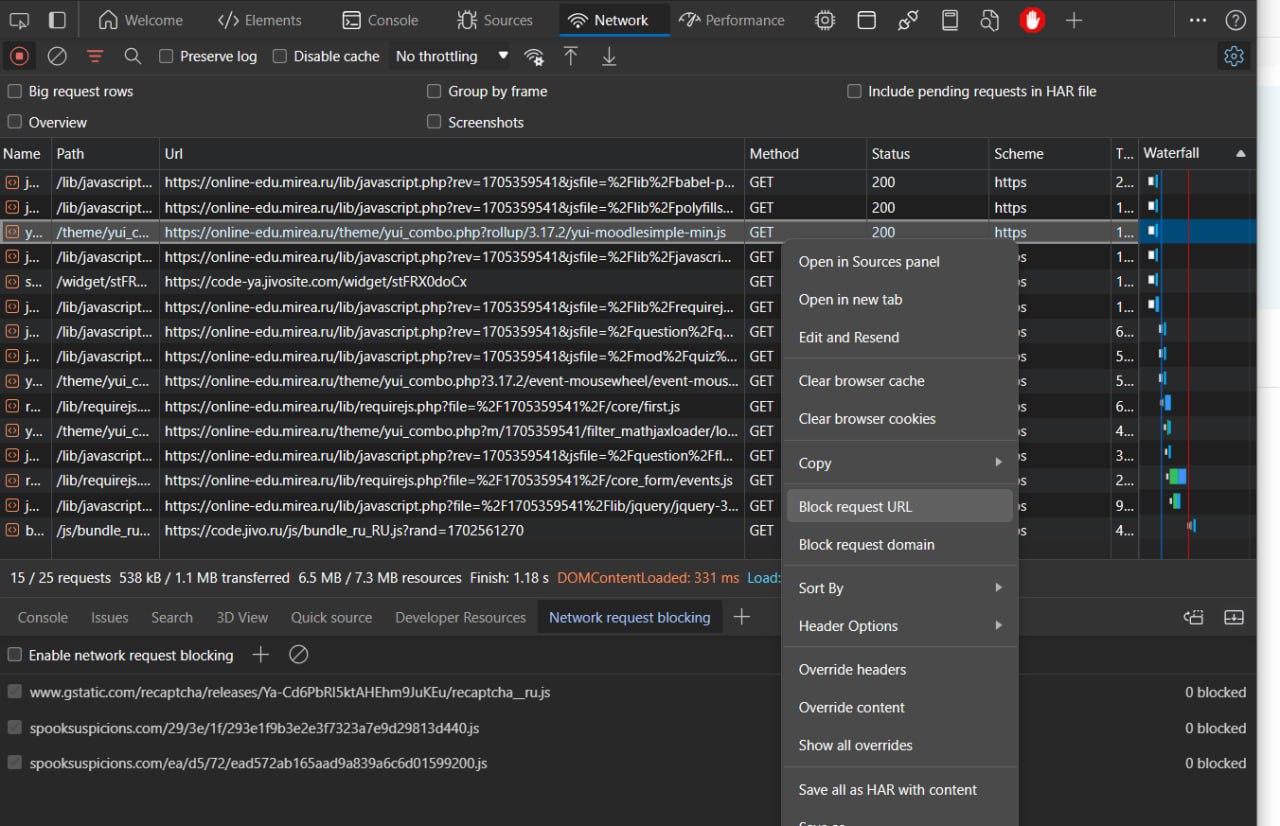 Welcome Elements Console Sources Network Performance
Preserve log Disable cache No throttling
Big request rows Group by frame Include pending requests in HAR file
Overview Screenshots
Name Path Url Method Status Scheme T... Waterfall
j... /lib/javascript... https://online-edu.mirea.ru/lib/javascript.php?rev=1705359541&jsfile=%2Flib%2Fbabel-p... GET 200 https 2...
j... /lib/javascript... https://online-edu.mirea.ru/lib/javascript.php?rev=1705359541&jsfile=%2Flib%2Fpolyfills... GET 200 https 1...
y... /theme/yui_c... https://online-edu.mirea.ru/theme/yui_combo.php?rollup/3.17.2/yui-moodlesimple-min.js GET 200 https 1...
j... /lib/javascript... https://online-edu.mirea.ru/lib/javascript.php?rev=1705359541&jsfile=%2Flib%2Fjavascri... GET 1...
s... /widget/stFR... https://code-ya.jivosite.com/widget/stFRX0doCx GET 1...
j... /lib/javascript... https://online-edu.mirea.ru/lib/javascript.php?rev=1705359541&jsfile=%2Flib%2Frequirej... GET 1...
j... /lib/javascript... https://online-edu.mirea.ru/lib/javascript.php?rev=1705359541&jsfile=%2Fquestion%2Fq... GET 6...
j... /lib/javascript... https://online-edu.mirea.ru/lib/javascript.php?rev=1705359541&jsfile=%2Fmod%2Fquiz%... GET 5...
y... /theme/yui_c... https://online-edu.mirea.ru/theme/yui_combo.php?3.17.2/event-mousewheel/event-mous... GET 5...
r... /lib/requirejs.... https://online-edu.mirea.ru/lib/requirejs.php?file=%2F1705359541%2F/core/first.js GET 6...
y... /theme/yui_c... https://online-edu.mirea.ru/theme/yui_combo.php?m/1705359541/filter_mathjaxloader/lo... GET 4...
j... /lib/javascript... https://online-edu.mirea.ru/lib/javascript.php?rev=1705359541&jsfile=%2Fquestion%2Ffl... GET 3...
r... /lib/requirejs.... https://online-edu.mirea.ru/lib/requirejs.php?file=%2F1705359541%2F/core_form/events.js GET 2...
j... /lib/javascript... https://online-edu.mirea.ru/lib/javascript.php?file=%2F1705359541%2Flib/jquery/jquery-3... GET 9...
b... /js/bundle_ru... https://code.jivo.ru/js/bundle_ru_RU.js?rand=1702561270 GET 4...
Open in Sources panel
Open in new tab
Edit and Resend
Clear browser cache
Clear browser cookies
Copy
Block request URL
Block request domain
Sort By
Header Options
Override headers
Override content
Show all overrides
Save all as HAR with content
15 / 25 requests 538 kB / 1.1 MB transferred 6.5 MB / 7.3 MB resources Finish: 1.18 s DOMContentLoaded: 331 ms Load:
Console Issues Search 3D View Quick source Developer Resources Network request blocking
Enable network request blocking
www.gstatic.com/recaptcha/releases/Ya-Cd6PbRI5ktAHEhm9JuKEu/recaptcha__ru.js 0 blocked
spooksuspicions.com/29/3e/1f/293e1f9b3e2e3f7323a7e9d29813d440.js 0 blocked
spooksuspicions.com/ea/d5/72/ead572ab165aad9a839a6c6d01599200.js 0 blocked